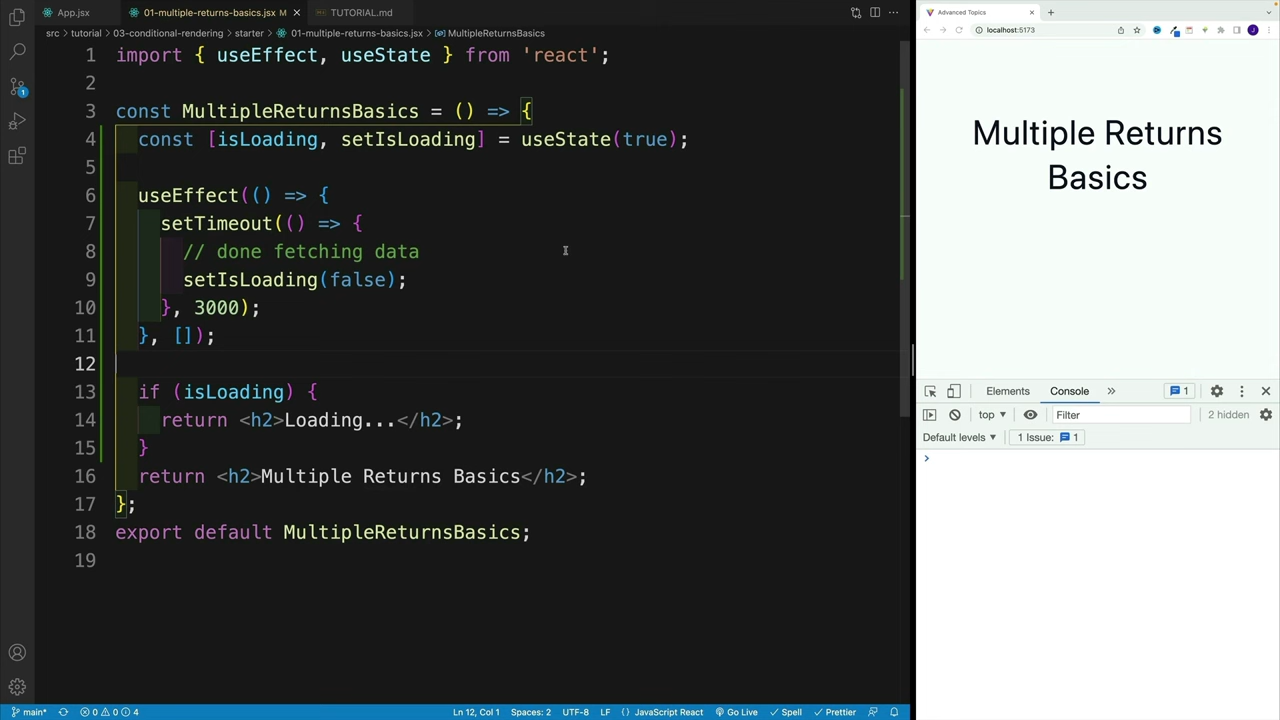 App.jsx
01-multiple-returns-basics.jsx M
TUTORIAL.md
src > tutorial > 03-conditional-rendering > starter > 01-multiple-returns-basics.jsx > MultipleReturnsBasics
1 import { useEffect, useState } from 'react';
2
3 const MultipleReturnsBasics = () => {
4 const [isLoading, setIsLoading] = useState(true);
5
6 useEffect(() => {
7 setTimeout(() => {
8 // done fetching data
9 setIsLoading(false);
10 }, 3000);
11 }, []);
12
13 if (isLoading) {
14 return <h2>Loading...</h2>;
15 }
16 return <h2>Multiple Returns Basics</h2>;
17 };
18 export default MultipleReturnsBasics;
19
1
main*
0 0 4
Ln 12, Col 1
Spaces: 2
UTF-8
LF
{} JavaScript React
Go Live
Spell
Prettier
Advanced Topics
localhost:5173
J
Multiple Returns
Basics
Elements
Console
1
top
Filter
2 hidden
Default levels
1 Issue: 1